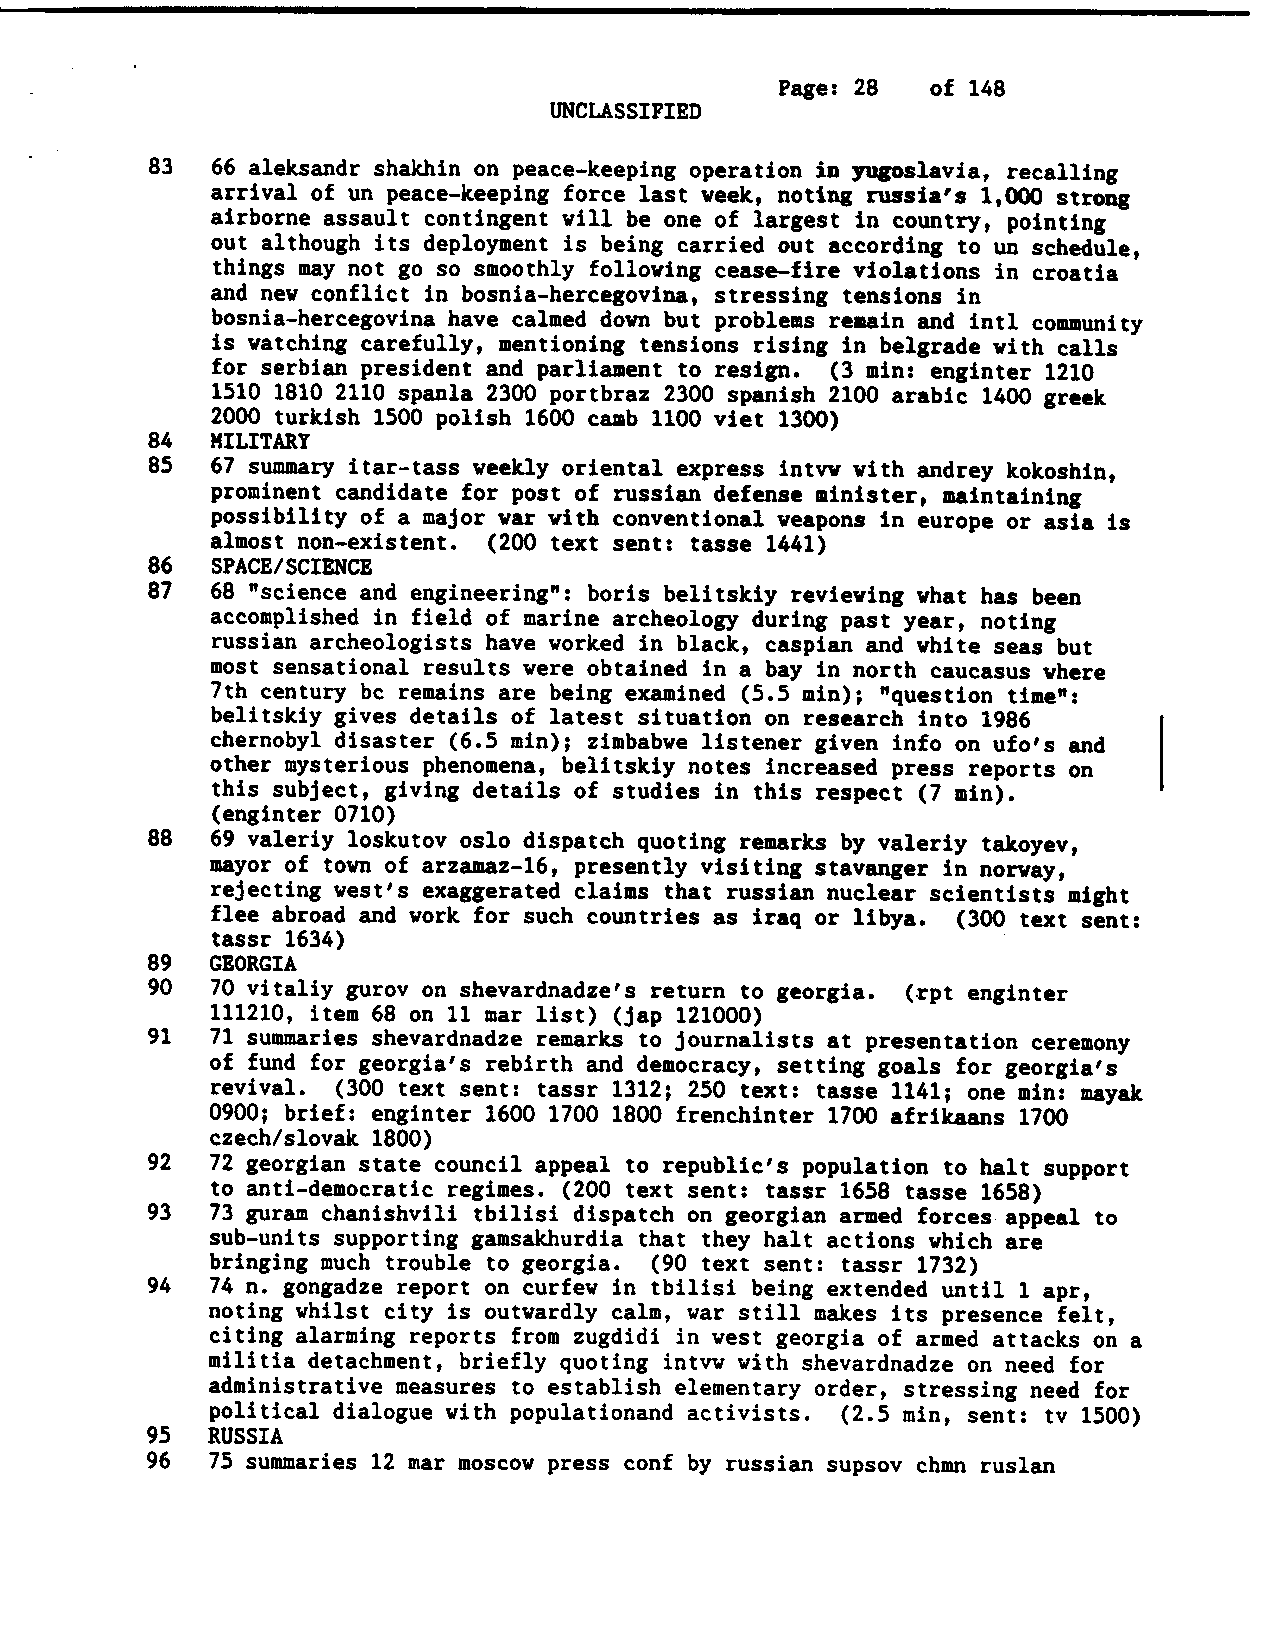 Page: 28 of 148
UNCLASSIFIED
83 66 aleksandr shakhin on peace-keeping operation in yugoslavia, recalling
arrival of un peace-keeping force last week, noting russia's 1,000 strong
airborne assault contingent will be one of largest in country, pointing
out although its deployment is being carried out according to un schedule,
things may not go so smoothly following cease-fire violations in croatia
and new conflict in bosnia-hercegovina, stressing tensions in
bosnia-hercegovina have calmed down but problems remain and intl community
is watching carefully, mentioning tensions rising in belgrade with calls
for serbian president and parliament to resign. (3 min: enginter 1210
1510 1810 2110 spanla 2300 portbraz 2300 spanish 2100 arabic 1400 greek
2000 turkish 1500 polish 1600 camb 1100 viet 1300)
84 MILITARY
85 67 summary itar-tass weekly oriental express intvw with andrey kokoshin,
prominent candidate for post of russian defense minister, maintaining
possibility of a major war with conventional weapons in europe or asia is
almost non-existent. (200 text sent: tasse 1441)
86 SPACE/SCIENCE
87 68 "science and engineering": boris belitskiy reviewing what has been
accomplished in field of marine archeology during past year, noting
russian archeologists have worked in black, caspian and white seas but
most sensational results were obtained in a bay in north caucasus where
7th century bc remains are being examined (5.5 min); "question time":
belitskiy gives details of latest situation on research into 1986
chernobyl disaster (6.5 min); zimbabwe listener given info on ufo's and
other mysterious phenomena, belitskiy notes increased press reports on
this subject, giving details of studies in this respect (7 min).
(enginter 0710)
88 69 valeriy loskutov oslo dispatch quoting remarks by valeriy takoyev,
mayor of town of arzamaz-16, presently visiting stavanger in norway,
rejecting west's exaggerated claims that russian nuclear scientists might
flee abroad and work for such countries as iraq or libya. (300 text sent:
tassr 1634)
89 GEORGIA
90 70 vitaliy gurov on shevardnadze's return to georgia. (rpt enginter
111210, item 68 on 11 mar list) (jap 121000)
91 71 summaries shevardnadze remarks to journalists at presentation ceremony
of fund for georgia's rebirth and democracy, setting goals for georgia's
revival. (300 text sent: tassr 1312; 250 text: tasse 1141; one min: mayak
0900; brief: enginter 1600 1700 1800 frenchinter 1700 afrikaans 1700
czech/slovak 1800)
92 72 georgian state council appeal to republic's population to halt support
to anti-democratic regimes. (200 text sent: tassr 1658 tasse 1658)
93 73 guram chanishvili tbilisi dispatch on georgian armed forces appeal to
sub-units supporting gamsakhurdia that they halt actions which are
bringing much trouble to georgia. (90 text sent: tassr 1732)
94 74 n. gongadze report on curfew in tbilisi being extended until 1 apr,
noting whilst city is outwardly calm, war still makes its presence felt,
citing alarming reports from zugdidi in west georgia of armed attacks on a
militia detachment, briefly quoting intvw with shevardnadze on need for
administrative measures to establish elementary order, stressing need for
political dialogue with populationand activists. (2.5 min, sent: tv 1500)
95 RUSSIA
96 75 summaries 12 mar moscow press conf by russian supsov chmn ruslan